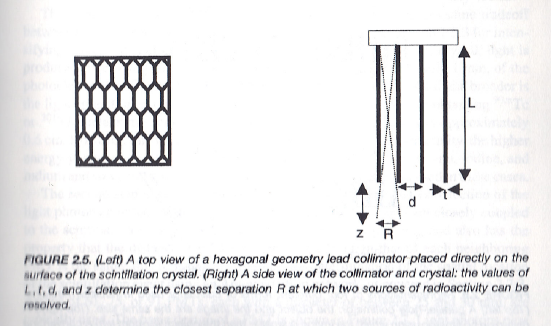 L
d
t
z R
FIGURE 2.5. (Left) A top view of a hexagonal geometry lead collimator placed directly on the
surface of the scintillation crystal. (Right) A side view of the collimator and crystal: the values of
L, t, d, and z determine the closest separation R at which two sources of radioactivity can be
resolved.